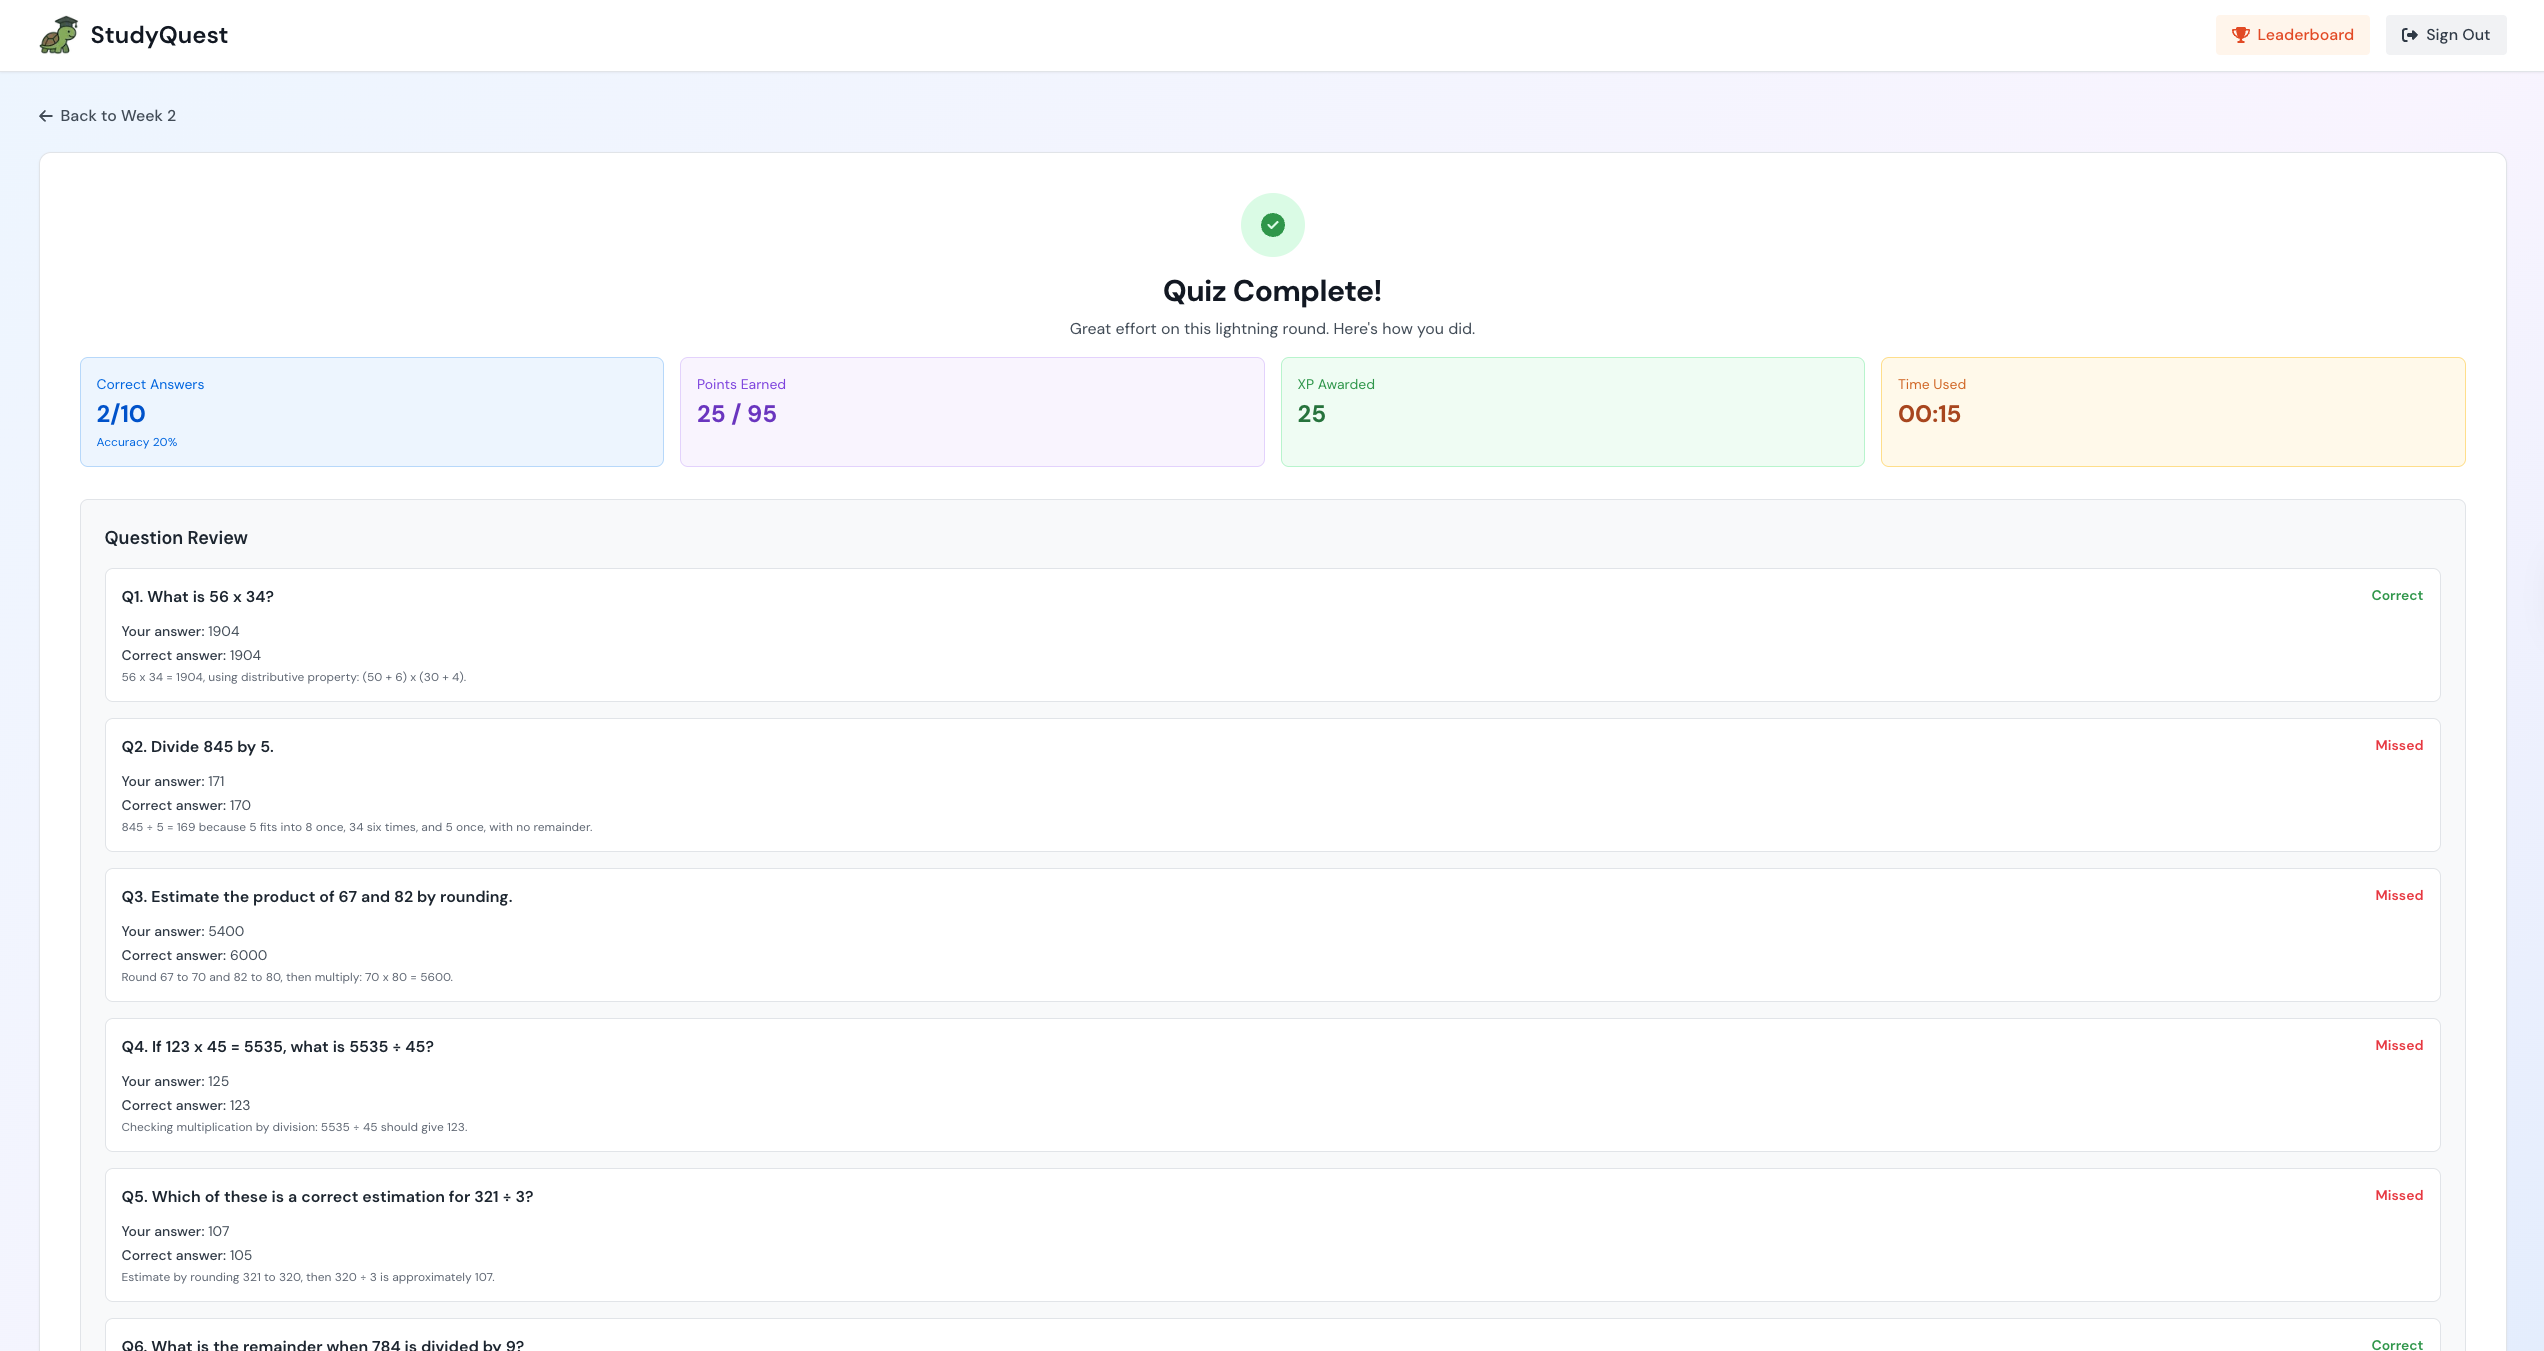 StudyQuest
Leaderboard
Sign Out
Back to Week 2
Quiz Complete!
Great effort on this lightning round. Here's how you did.
Correct Answers
2/10
Accuracy 20%
Points Earned
25 / 95
XP Awarded
25
Time Used
00:15
Question Review
Q1. What is 56 x 34?
Correct
Your answer: 1904
Correct answer: 1904
56 x 34 = 1904, using distributive property: (50 + 6) x (30 + 4).
Q2. Divide 845 by 5.
Missed
Your answer: 171
Correct answer: 170
845 ÷ 5 = 169 because 5 fits into 8 once, 34 six times, and 5 once, with no remainder.
Q3. Estimate the product of 67 and 82 by rounding.
Missed
Your answer: 5400
Correct answer: 6000
Round 67 to 70 and 82 to 80, then multiply: 70 x 80 = 5600.
Q4. If 123 x 45 = 5535, what is 5535 ÷ 45?
Missed
Your answer: 125
Correct answer: 123
Checking multiplication by division: 5535 ÷ 45 should give 123.
Q5. Which of these is a correct estimation for 321 ÷ 3?
Missed
Your answer: 107
Correct answer: 105
Estimate by rounding 321 to 320, then 320 ÷ 3 is approximately 107.
Q6. What is the remainder when 784 is divided by 9?
Correct